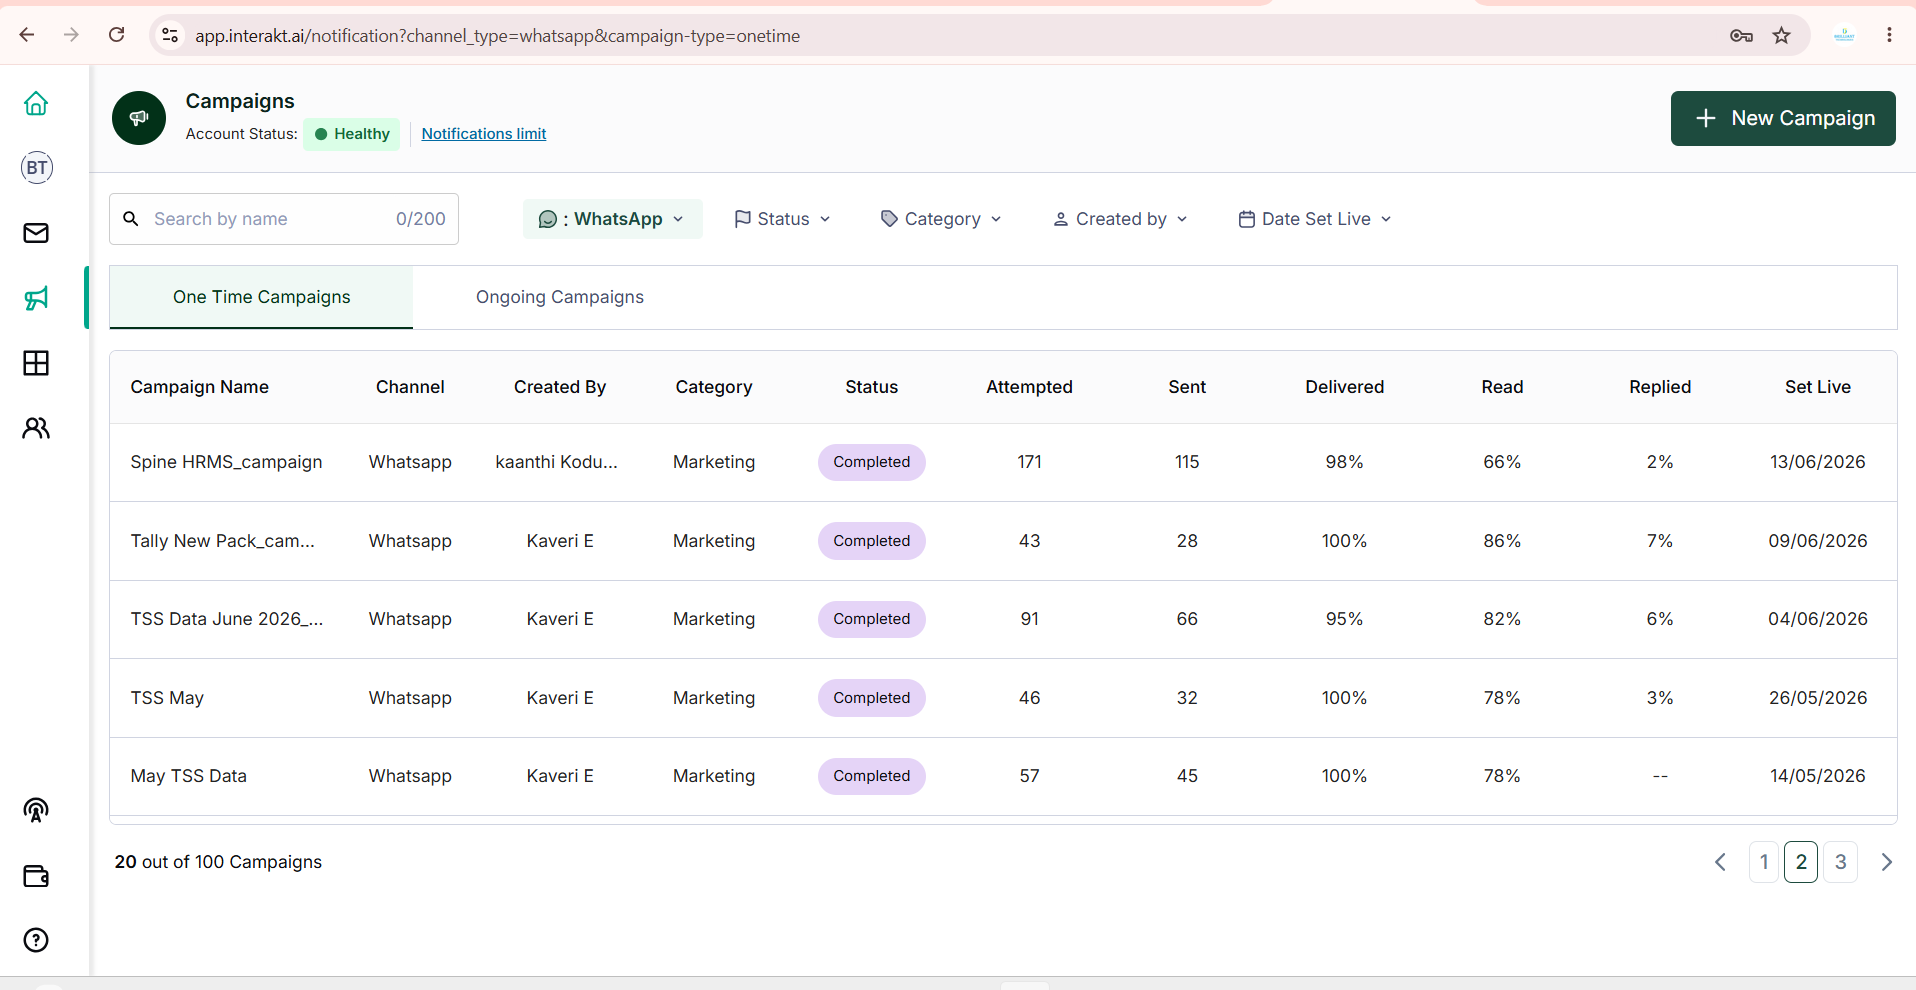 app.interakt.ai/notification?channel_type=whatsapp&campaign-type=onetime
Campaigns
Account Status: Healthy Notifications limit
New Campaign
BT
Search by name 0/200
: WhatsApp Status Category Created by Date Set Live
One Time Campaigns Ongoing Campaigns
Campaign Name Channel Created By Category Status Attempted Sent Delivered Read Replied Set Live
Spine HRMS_campaign Whatsapp kaanthi Kodu... Marketing Completed 171 115 98% 66% 2% 13/06/2026
Tally New Pack_cam... Whatsapp Kaveri E Marketing Completed 43 28 100% 86% 7% 09/06/2026
TSS Data June 2026_... Whatsapp Kaveri E Marketing Completed 91 66 95% 82% 6% 04/06/2026
TSS May Whatsapp Kaveri E Marketing Completed 46 32 100% 78% 3% 26/05/2026
May TSS Data Whatsapp Kaveri E Marketing Completed 57 45 100% 78% -- 14/05/2026
20 out of 100 Campaigns 1 2 3